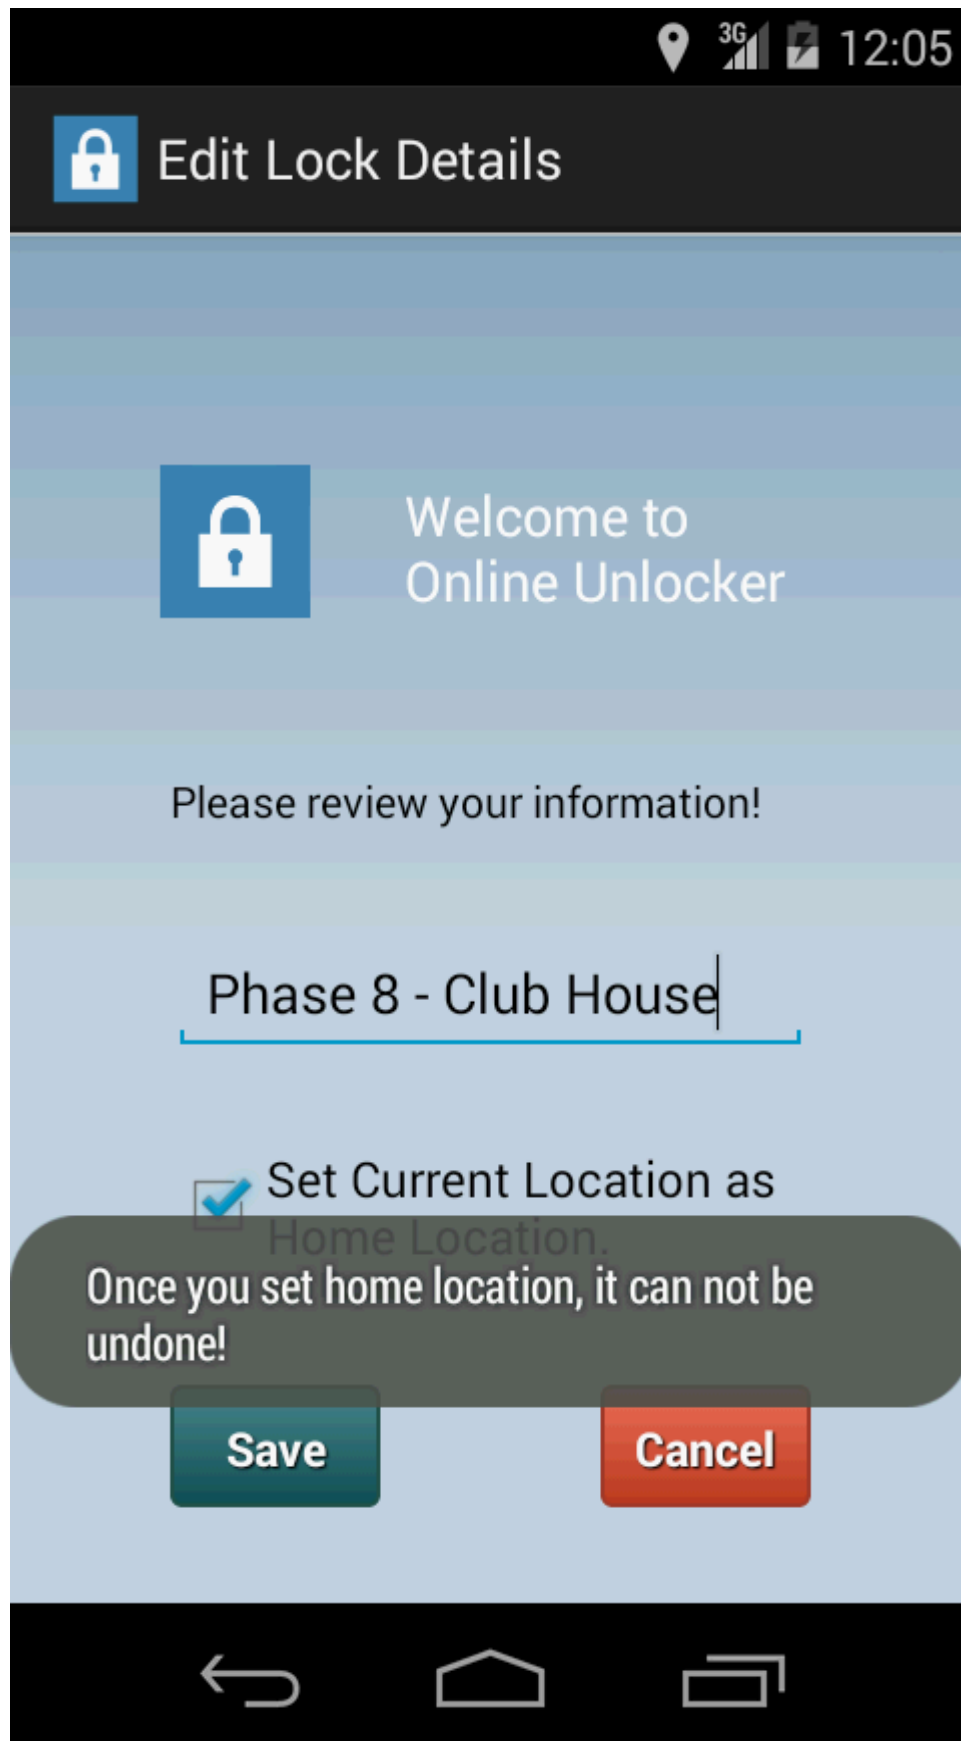 3G 12:05
Edit Lock Details
Welcome to
Online Unlocker
Please review your information!
Phase 8 - Club House
Set Current Location as
Home Location.
Once you set home location, it can not be
undone!
Save Cancel